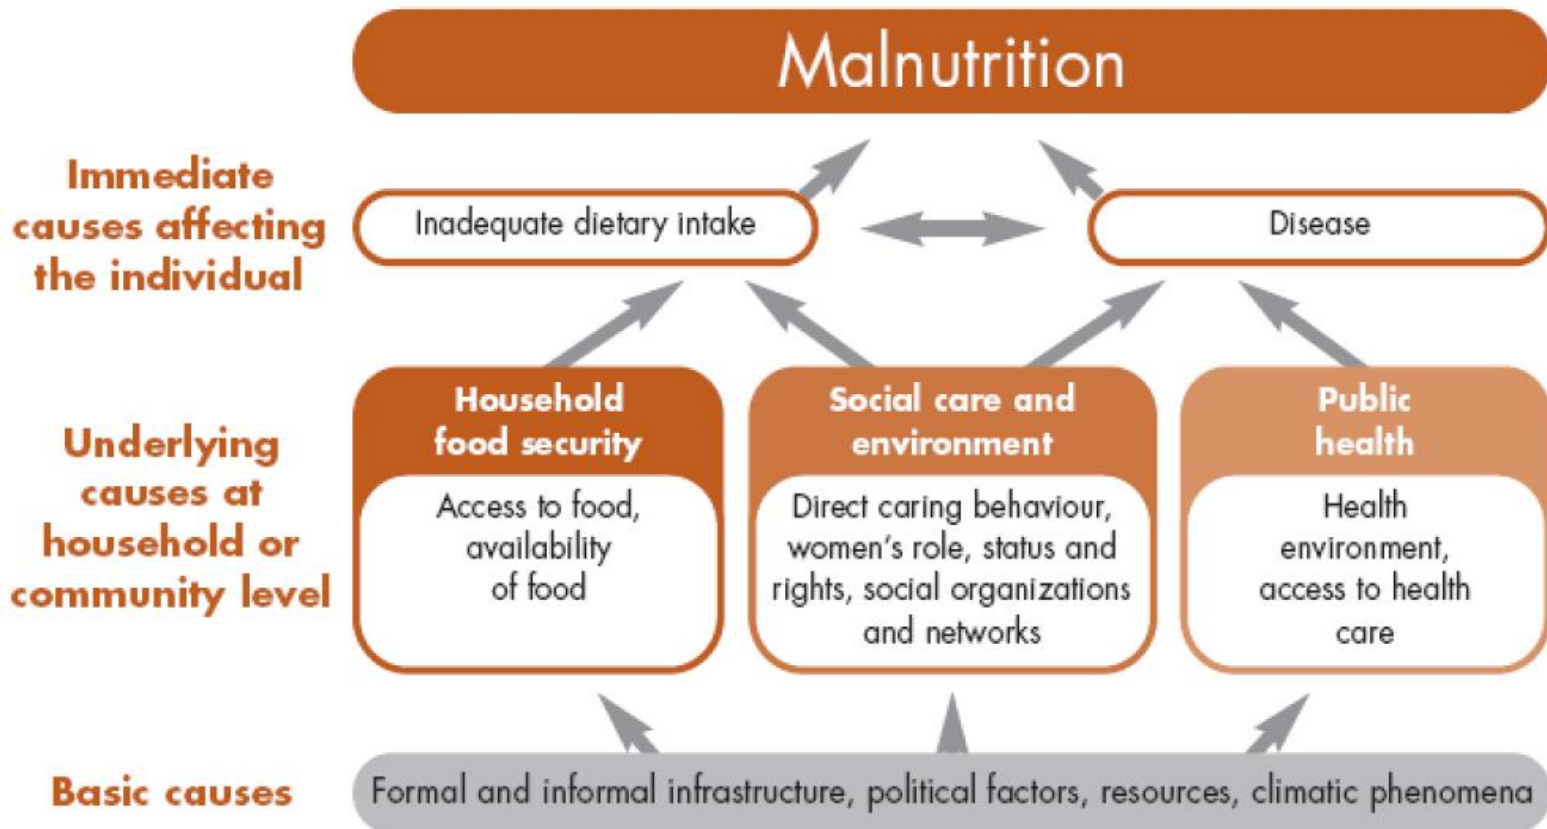 Malnutrition
Immediate
causes affecting
the individual
Inadequate dietary intake
Disease
Underlying
causes at
household or
community level
Household
food security
Access to food,
availability
of food
Social care and
environment
Direct caring behaviour,
women's role, status and
rights, social organizations
and networks
Public
health
Health
environment,
access to health
care
Basic causes
Formal and informal infrastructure, political factors, resources, climatic phenomena